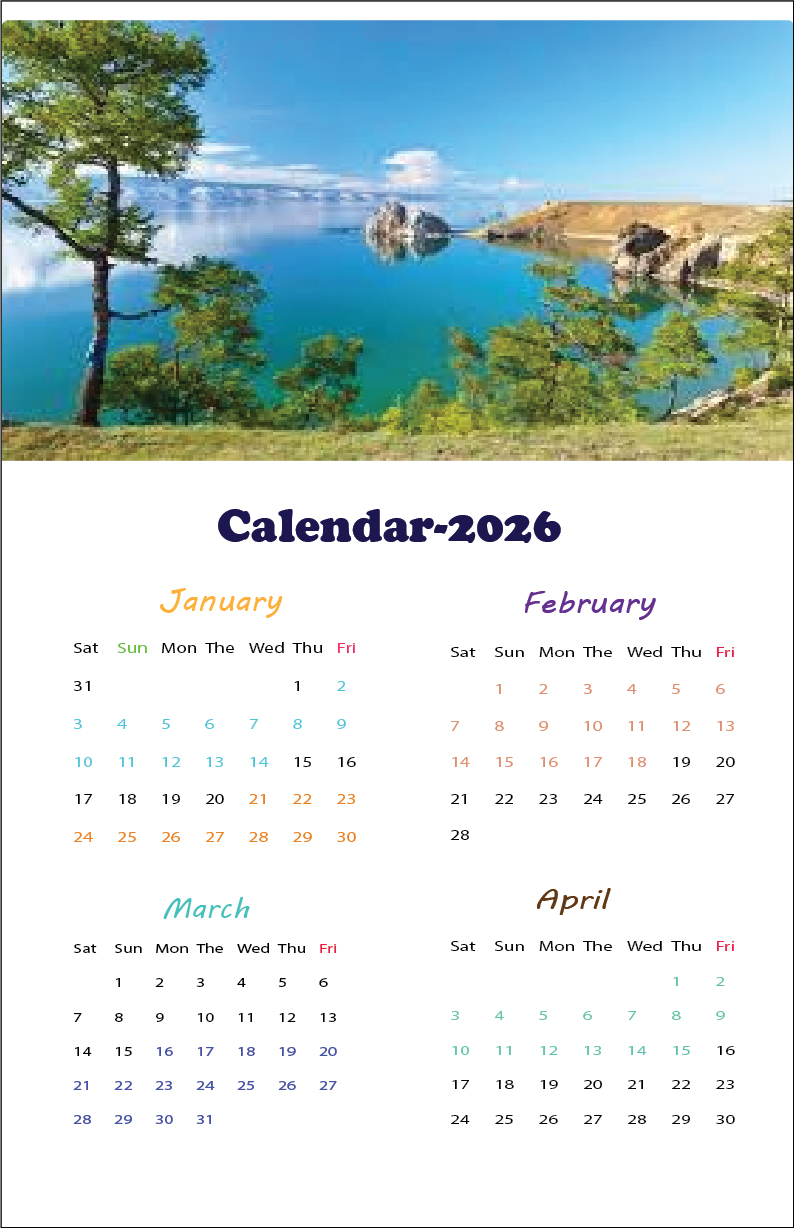 Calendar-2026
January
Sat Sun Mon The Wed Thu Fri
31 1 2
3 4 5 6 7 8 9
10 11 12 13 14 15 16
17 18 19 20 21 22 23
24 25 26 27 28 29 30
February
Sat Sun Mon The Wed Thu Fri
1 2 3 4 5 6
7 8 9 10 11 12 13
14 15 16 17 18 19 20
21 22 23 24 25 26 27
28
March
Sat Sun Mon The Wed Thu Fri
1 2 3 4 5 6
7 8 9 10 11 12 13
14 15 16 17 18 19 20
21 22 23 24 25 26 27
28 29 30 31
April
Sat Sun Mon The Wed Thu Fri
1 2
3 4 5 6 7 8 9
10 11 12 13 14 15 16
17 18 19 20 21 22 23
24 25 26 27 28 29 30